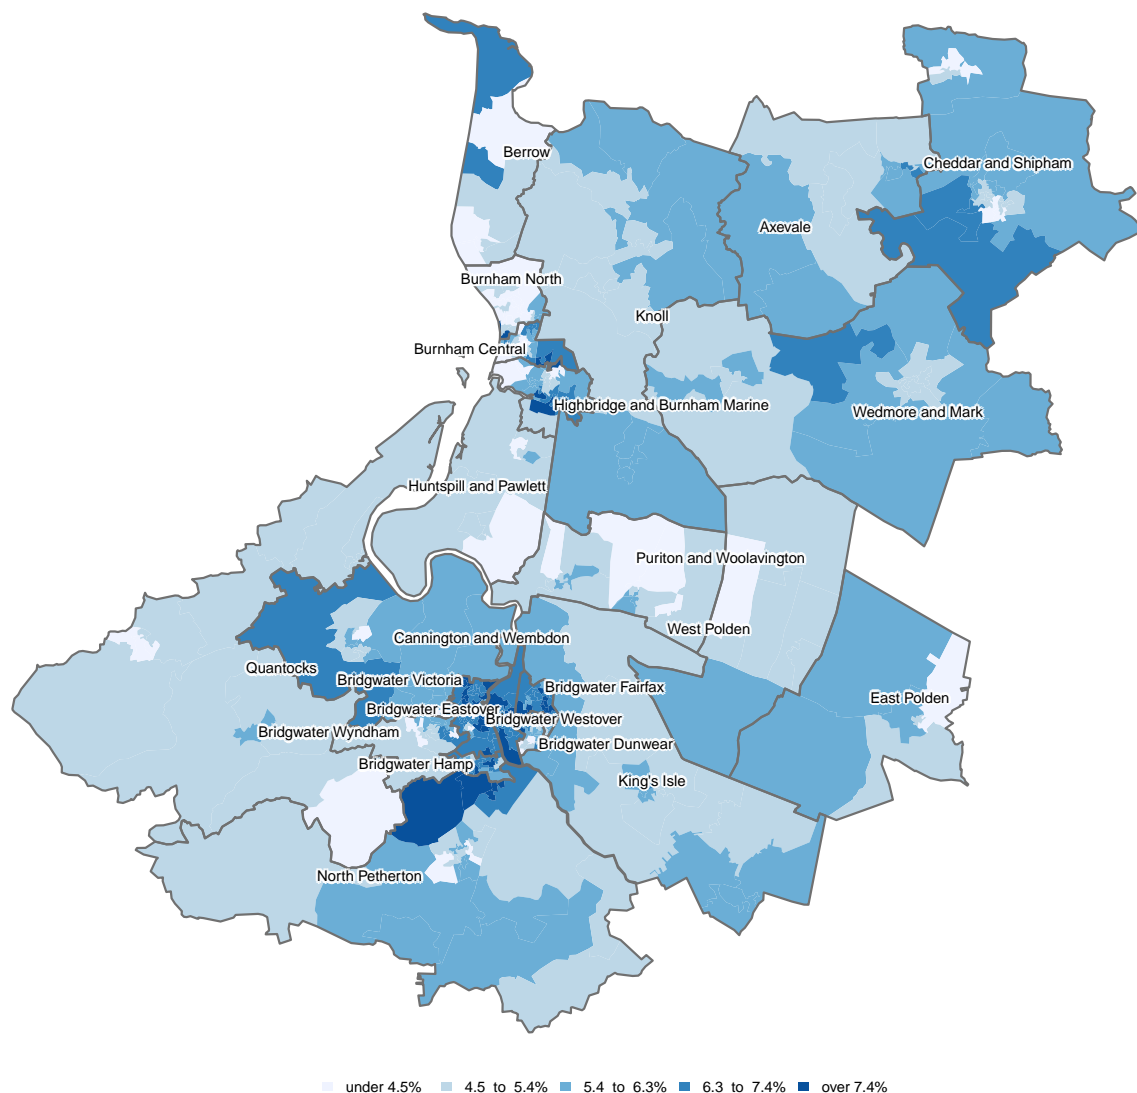 Berrow
Cheddar and Shipham
Axevale
Burnham North
Knoll
Burnham Central
Highbridge and Burnham Marine
Wedmore and Mark
Huntspill and Pawlett
Puriton and Woolavington
West Polden
Cannington and Wembdon
Quantocks
Bridgwater Victoria
Bridgwater Fairfax
East Polden
Bridgwater Eastover
Bridgwater Westover
Bridgwater Wyndham
Bridgwater Dunwear
Bridgwater Hamp
King's Isle
North Petherton
under 4.5% 4.5 to 5.4% 5.4 to 6.3% 6.3 to 7.4% over 7.4%